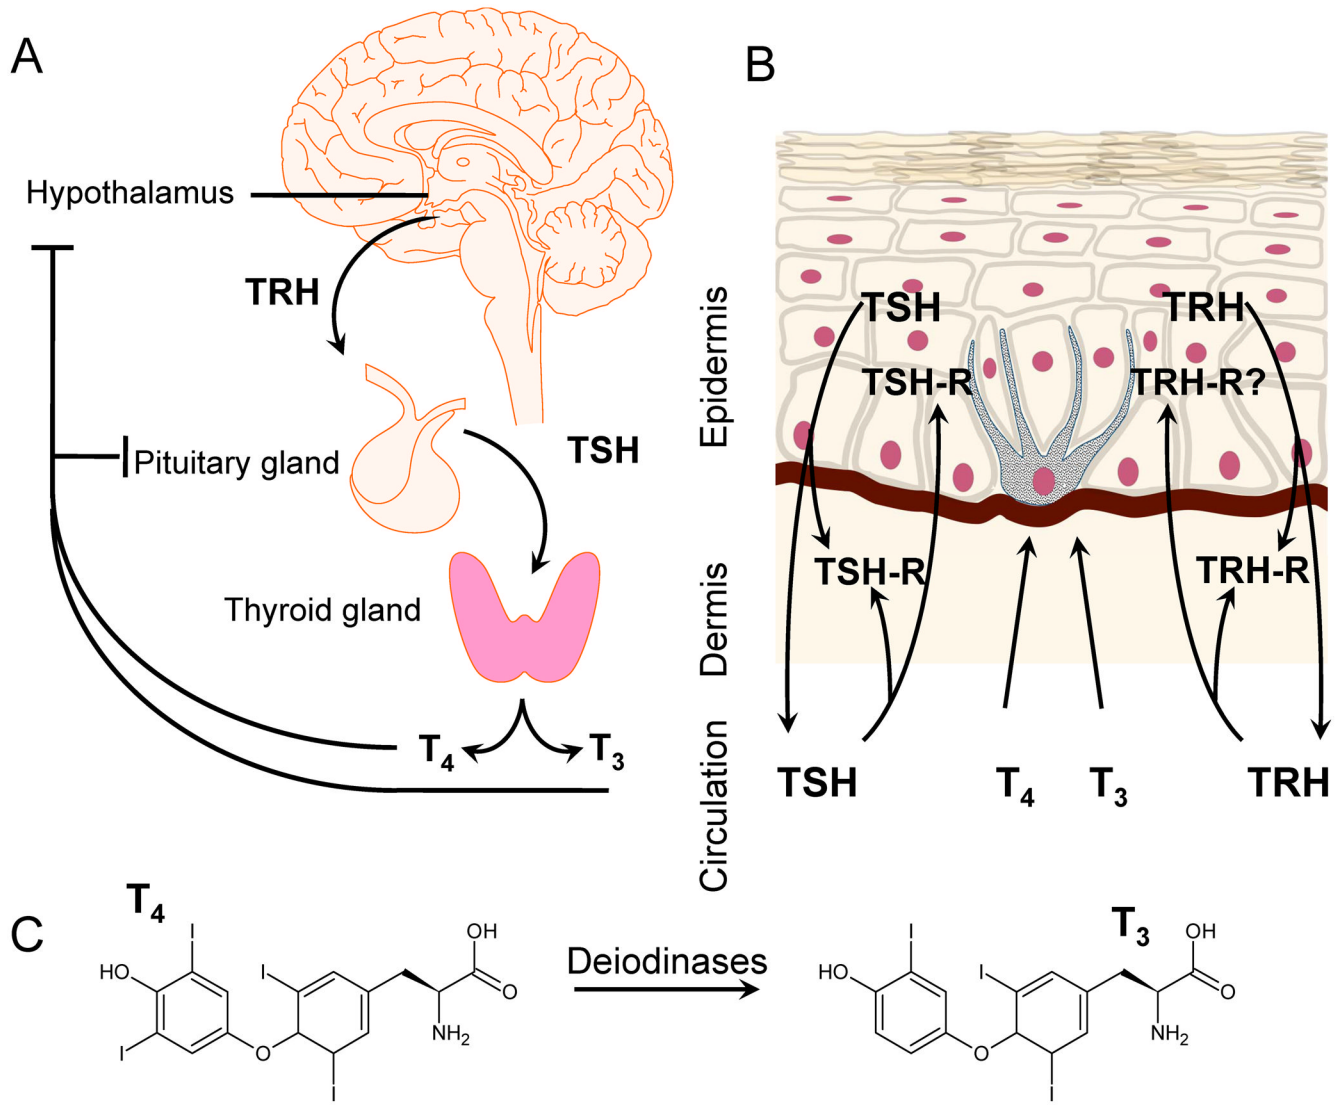 A
Hypothalamus
TRH
Pituitary gland
TSH
Thyroid gland
T4
T3
B
Epidermis
Dermis
Circulation
TSH
TRH
TSH-R
TRH-R?
TSH-R
TRH-R
TSH
T4
T3
TRH
C
T4
I
HO
I
I
OH
O
NH2
O
I
Deiodinases
T3
I
HO
I
OH
O
NH2
O
I